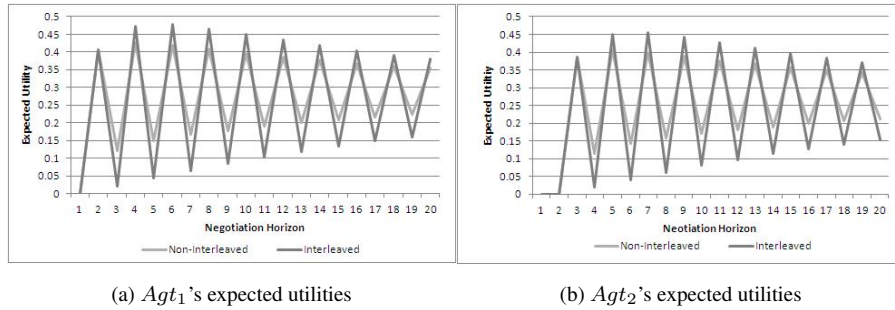 0.5
0.45
0.4
0.35
0.3
0.25
0.2
0.15
0.1
0.05
0
Expected Utility
1 2 3 4 5 6 7 8 9 10 11 12 13 14 15 16 17 18 19 20
Negotiation Horizon
Non-Interleaved Interleaved
(a) Agt1's expected utilities
0.5
0.45
0.4
0.35
0.3
0.25
0.2
0.15
0.1
0.05
0
Expected Utiltiy
1 2 3 4 5 6 7 8 9 10 11 12 13 14 15 16 17 18 19 20
Neotiation Horizon
Non-Interleaved Interleaved
(b) Agt2's expected utilities